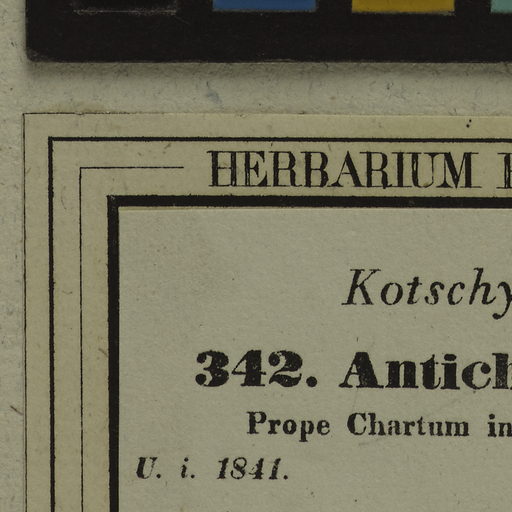 HERBARIUM
Kotschy
342. Antich
Prope Chartum in
U. i. 1841.